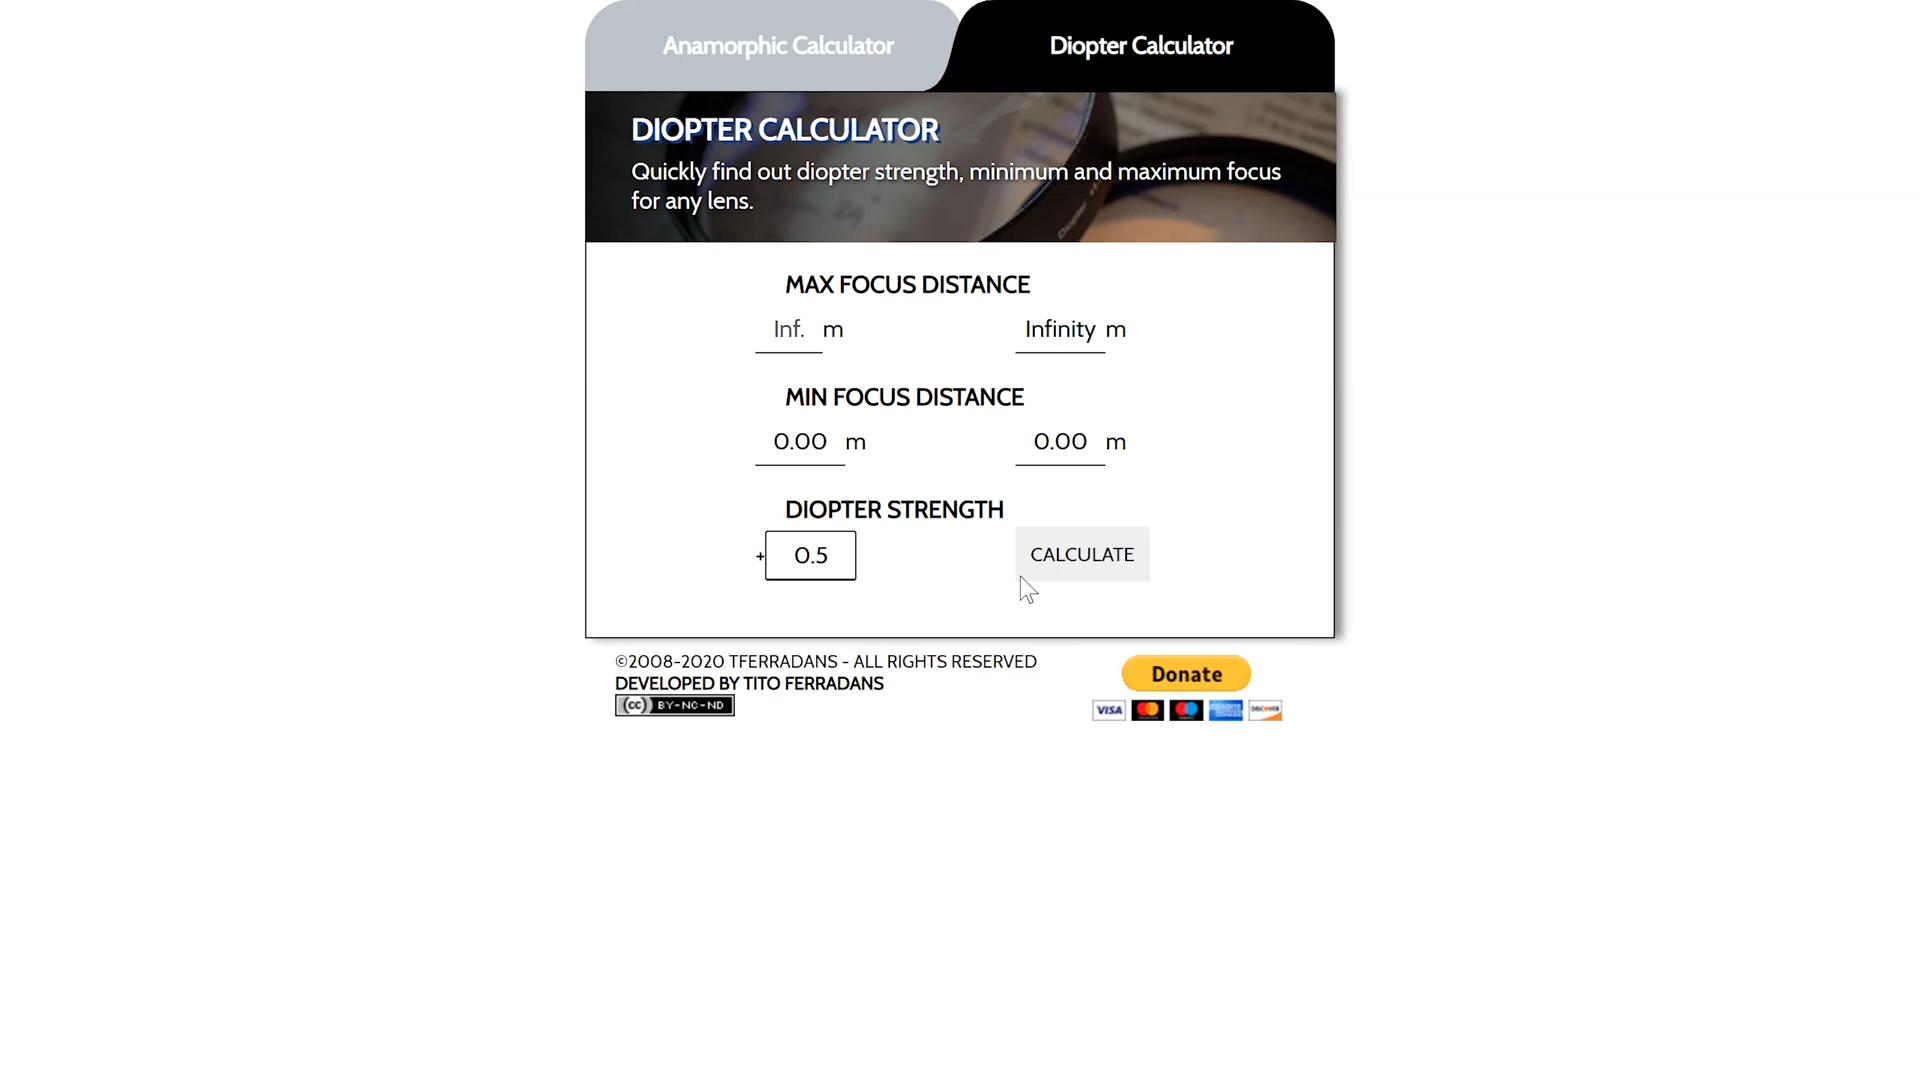 Anamorphic Calculator
Diopter Calculator
DIOPTER CALCULATOR
Quickly find out diopter strength, minimum and maximum focus
for any lens.
MAX FOCUS DISTANCE
Inf. m
Infinity m
MIN FOCUS DISTANCE
0.00 m
0.00 m
DIOPTER STRENGTH
+ 0.5
CALCULATE
©2008-2020 TFERRADANS - ALL RIGHTS RESERVED
DEVELOPED BY TITO FERRADANS
cc BY-NC-ND
Donate
VISA
DISCOVER